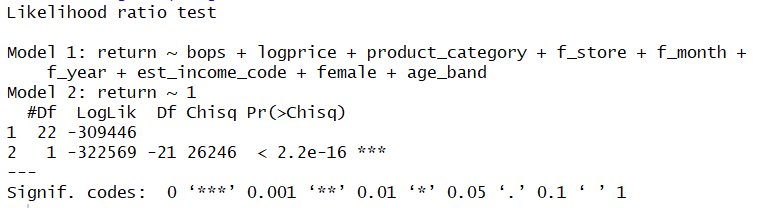 Likelihood ratio test
Model 1: return ~ bops + logprice + product_category + f_store + f_month +
f_year + est_income_code + female + age_band
Model 2: return ~ 1
#Df LogLik Df Chisq Pr(>Chisq)
1 22 -309446
2 1 -322569 -21 26246 < 2.2e-16 ***
---
Signif. codes: 0 ‘***’ 0.001 ‘**’ 0.01 ‘*’ 0.05 ‘.’ 0.1 ‘ ’ 1